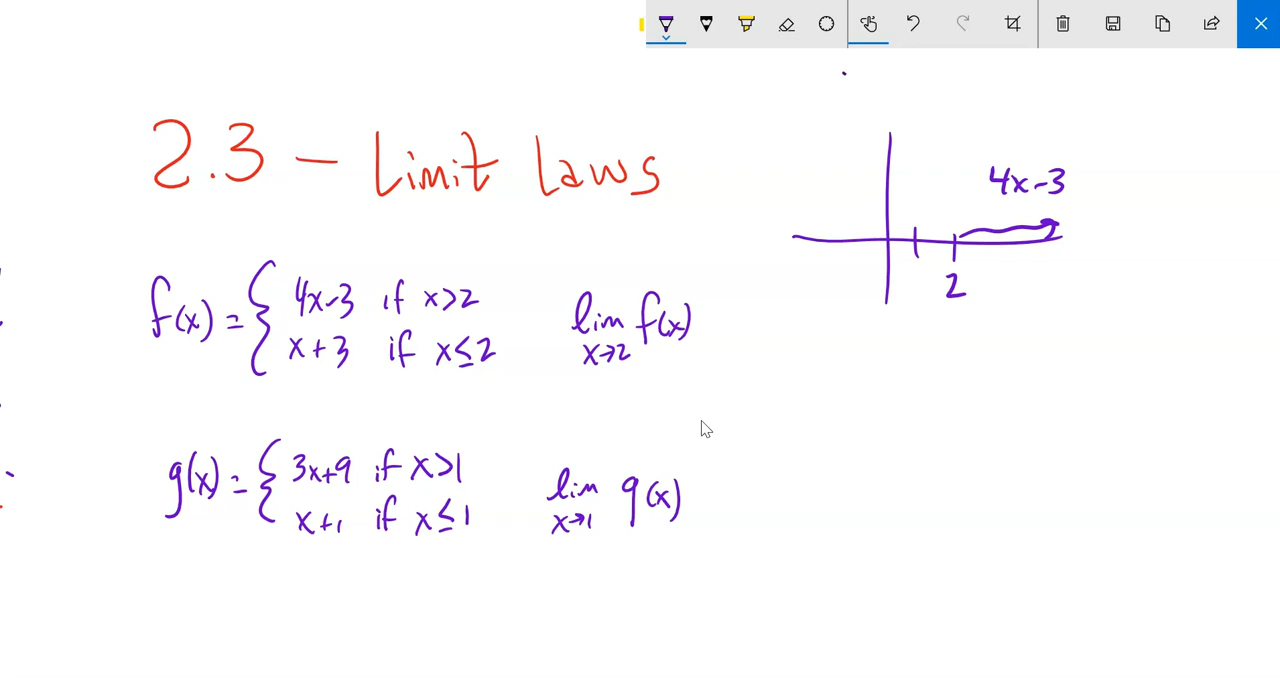 2.3 – Limit Laws
4x-3
2
f(x) = { 4x-3 if x>2
x+3 if x≤2
lim f(x)
x→2
g(x) = { 3x+9 if x>1
x+1 if x≤1
lim g(x)
x→1